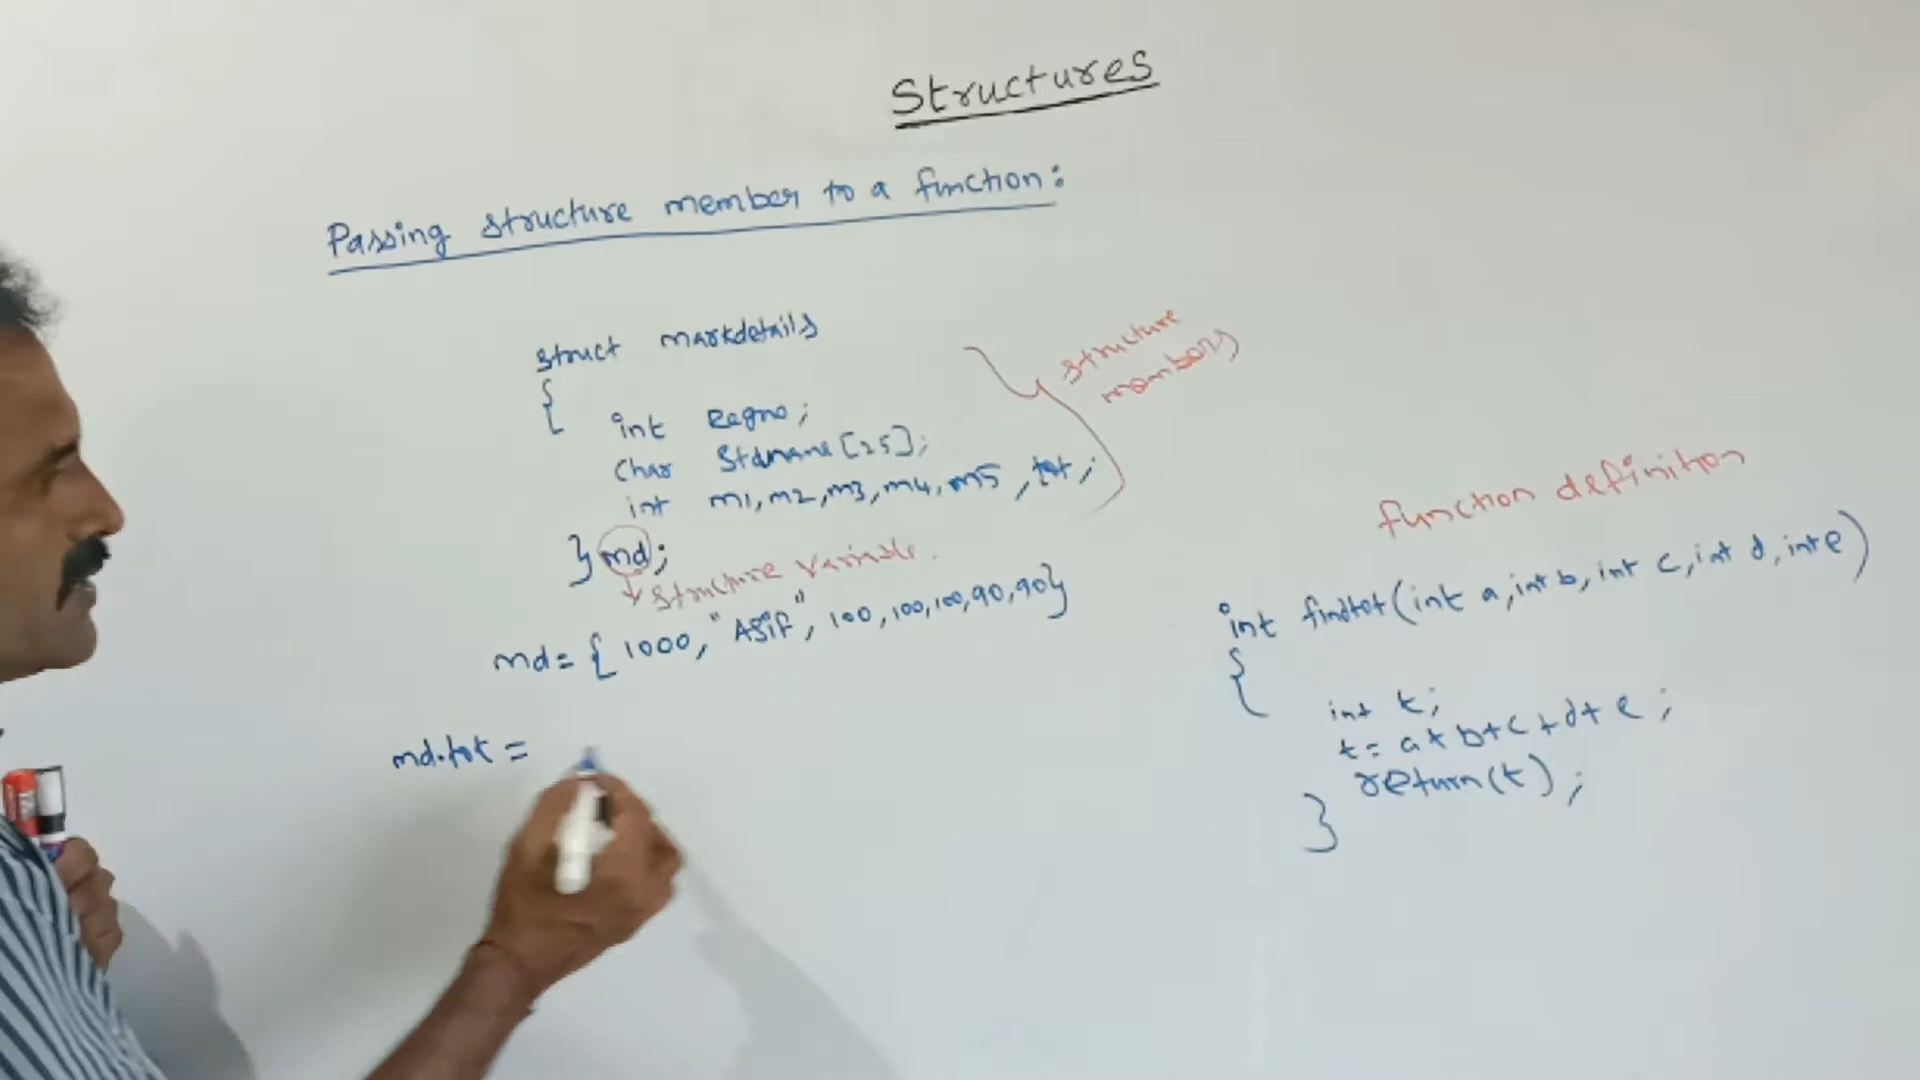 Structures
Passing structure member to a function:
struct markdetails
{
int Regno;
char Stdname[25];
int m1,m2,m3,m4,m5,tot;
}md;
structure members
structure variable.
md={1000,"Asif",100,100,100,90,90}
md.tot=
function definition
int findtot(int a,int b,int c,int d,int e)
{
int t;
t=a+b+c+d+e;
return(t);
}